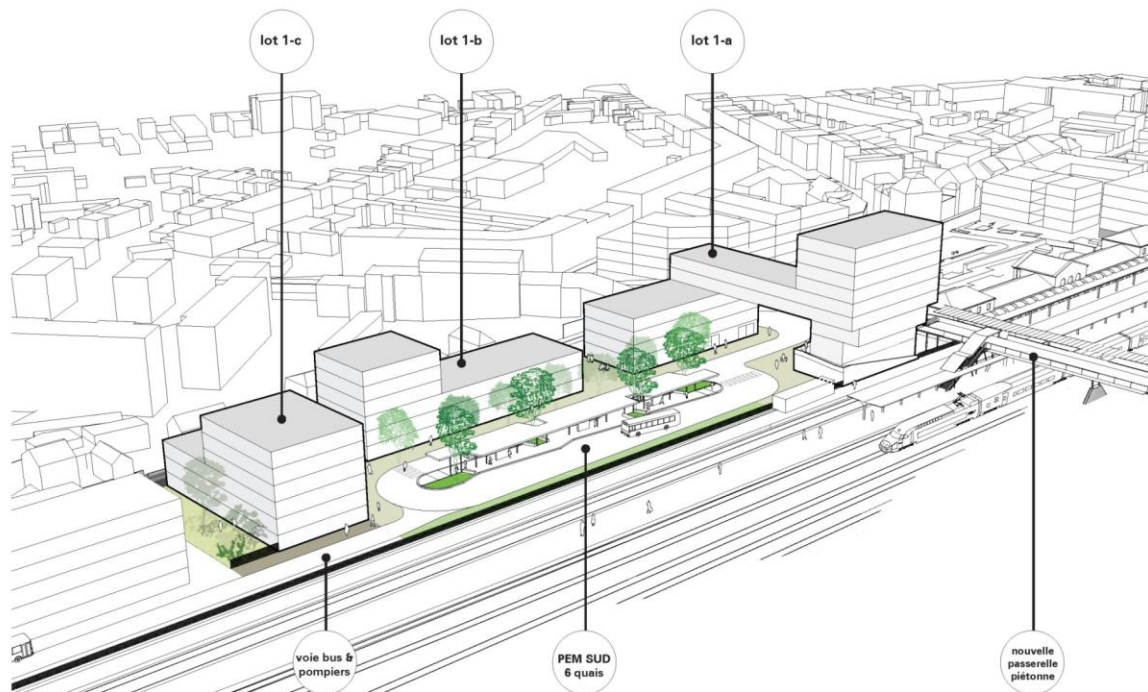 lot 1-c
lot 1-b
lot 1-a
voie bus &
pompiers
PEM SUD
6 quais
nouvelle
passerelle
piétonne